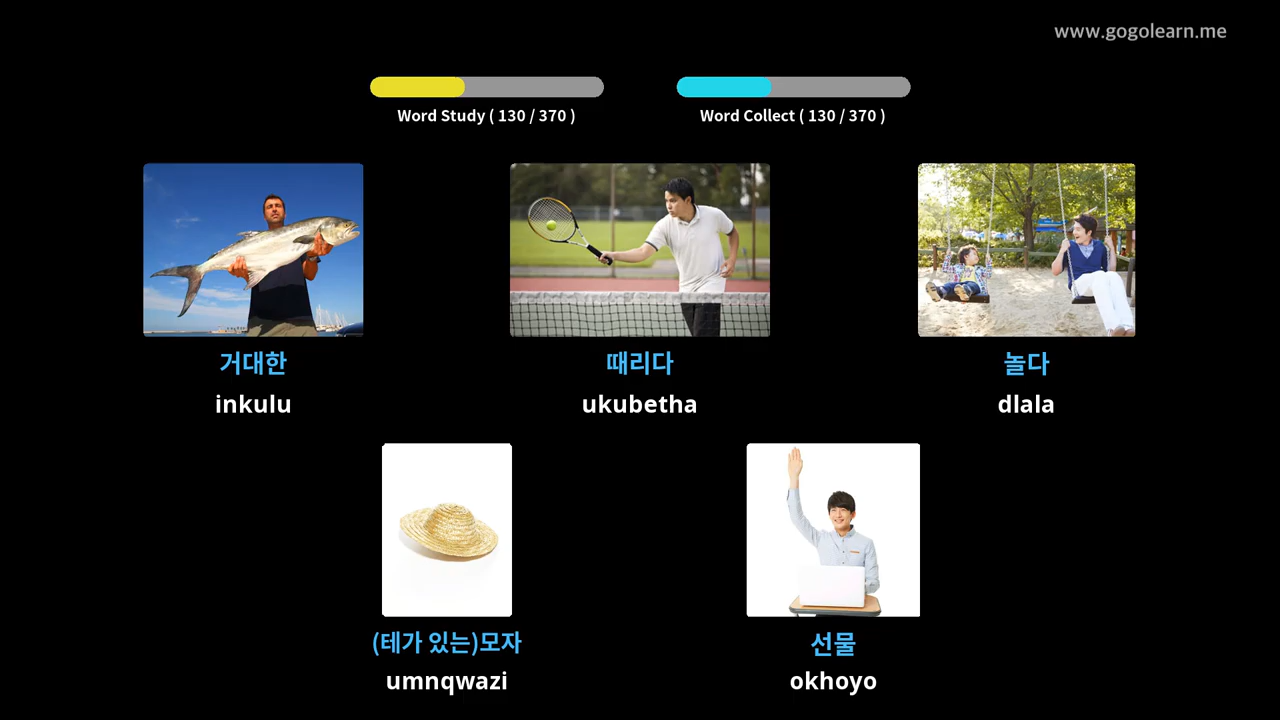 www.gogolearn.me
Word Study ( 130 / 370 )
Word Collect ( 130 / 370 )
거대한
inkulu
때리다
ukubetha
놀다
dlala
(테가 있는)모자
umnqwazi
선물
okhoyo